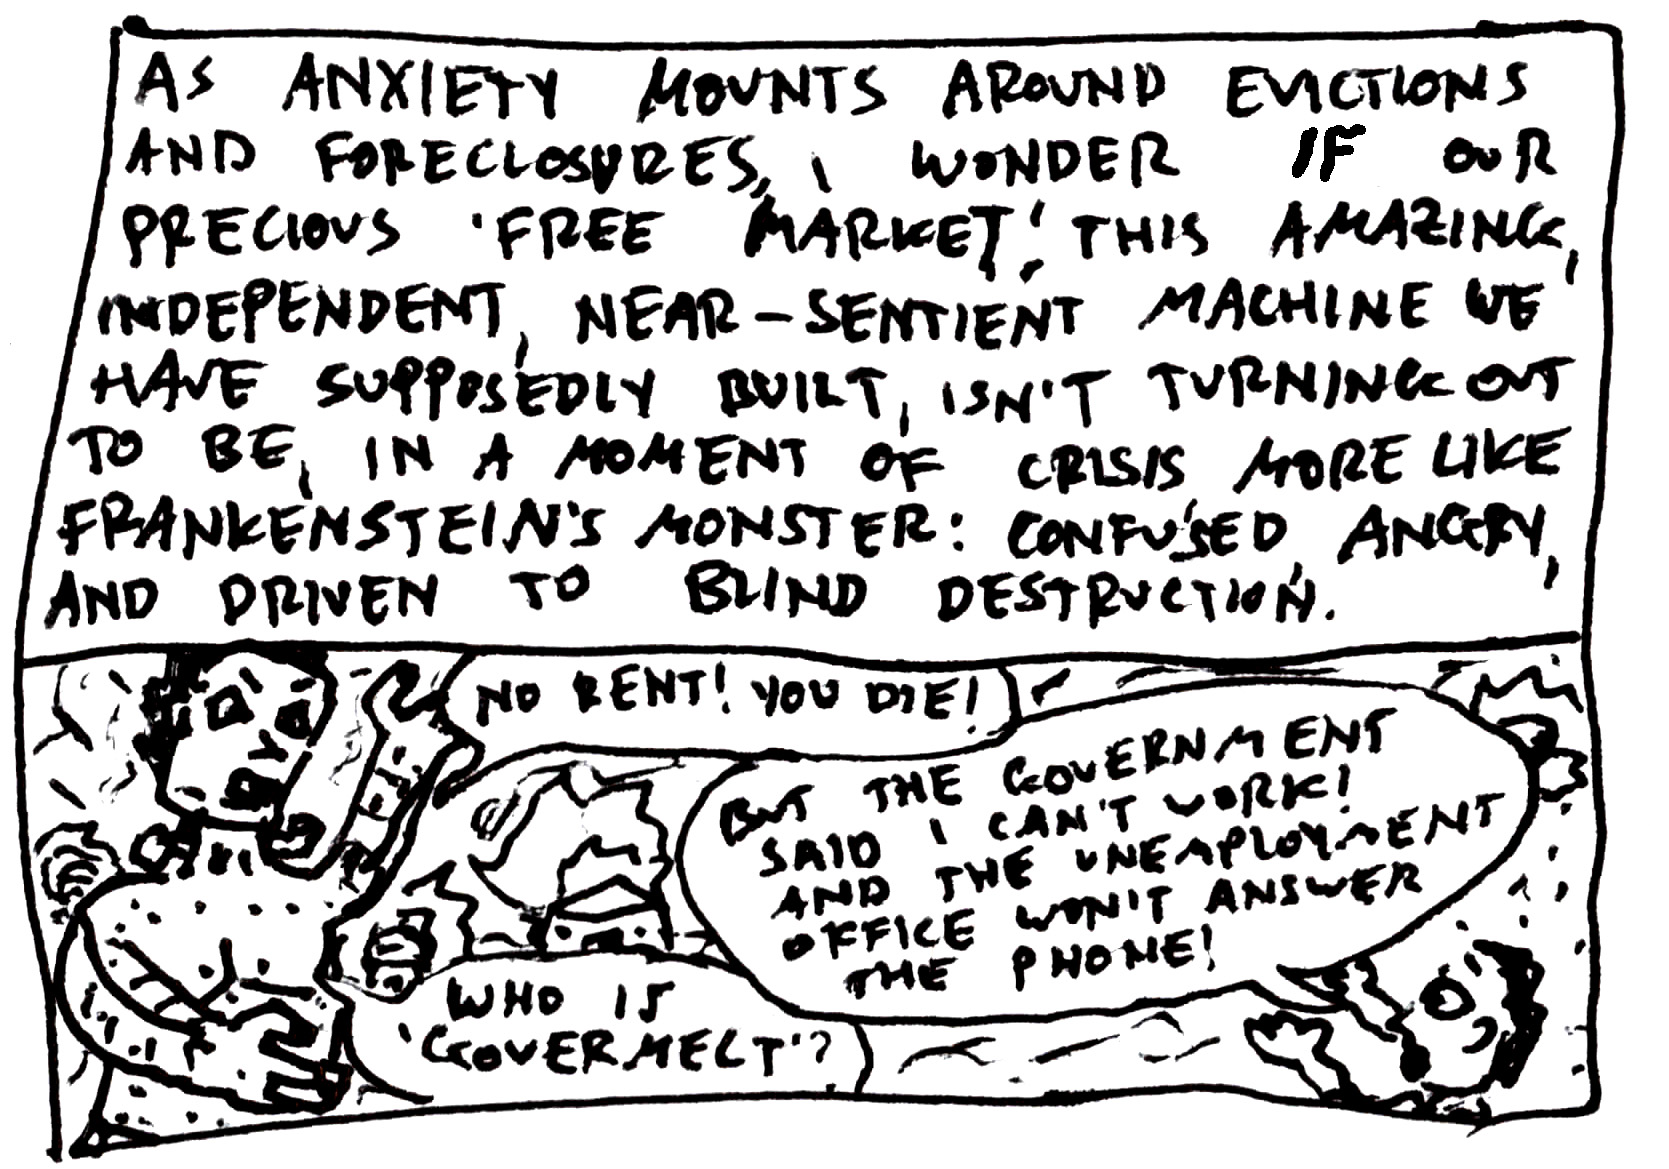 AS ANXIETY MOUNTS AROUND EVICTIONS
AND FORECLOSURES, I WONDER IF OUR
PRECIOUS 'FREE MARKET', THIS AMAZING,
INDEPENDENT, NEAR-SENTIENT MACHINE WE
HAVE SUPPOSEDLY BUILT, ISN'T TURNING OUT
TO BE, IN A MOMENT OF CRISIS MORE LIKE
FRANKENSTEIN'S MONSTER: CONFUSED, ANGRY,
AND DRIVEN TO BLIND DESTRUCTION.
NO RENT! YOU DIE!
BUT THE GOVERNMENT
SAID I CAN'T WORK!
AND THE UNEMPLOYMENT
OFFICE WON'T ANSWER
THE PHONE!
WHO IS
'GOVERMELT'?